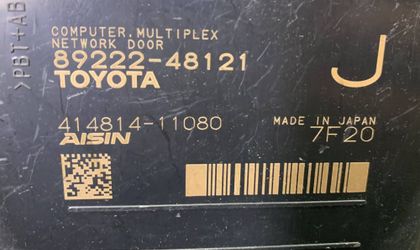 COMPUTER.MULTIPLEX
NETWORK DOOR
89222-48121
TOYOTA
J
414814-11080
AISIN
MADE IN JAPAN
7F20
>PBT+AB